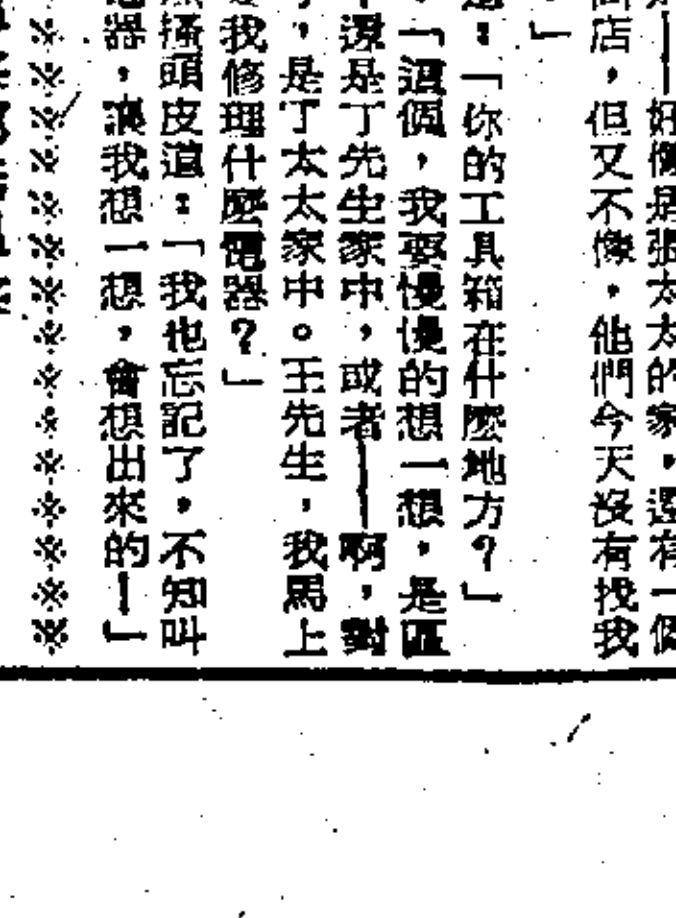 好像是張太太的家，還有一個
店，但又不像，他們今天沒有找我
」
：「你的工具箱在什麼地方？」
「這個，我要慢慢的想一想，是區
還是丁先生家中，或者——啊，對
，是丁太太家中。王先生，我馬上
我修理什麼電器？」
搔頭皮道：「我也忘記了，不知叫
器，讓我想一想，會想出來的—」
※※※※※※※※※※※※※※※